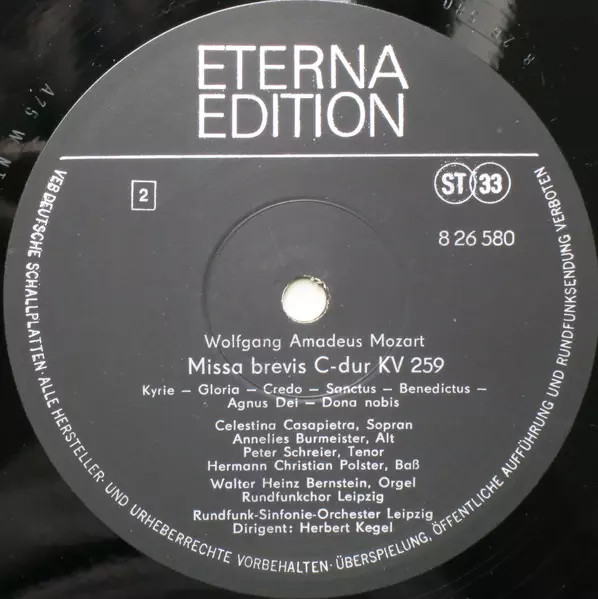 ETERNA
EDITION
2
ST 33
8 26 580
Wolfgang Amadeus Mozart
Missa brevis C-dur KV 259
Kyrie – Gloria – Credo – Sanctus – Benedictus –
Agnus Dei – Dona nobis
Celestina Casapietra, Sopran
Annelies Burmeister, Alt
Peter Schreier, Tenor
Hermann Christian Polster, Baß
Walter Heinz Bernstein, Orgel
Rundfunkchor Leipzig
Rundfunk-Sinfonie-Orchester Leipzig
Dirigent: Herbert Kegel
VEB DEUTSCHE SCHALLPLATTEN · ALLE HERSTELLER- UND URHEBERRECHTE VORBEHALTEN · ÜBERSPIELUNG, ÖFFENTLICHE AUFFÜHRUNG UND RUNDFUNKSENDUNG VERBOTEN